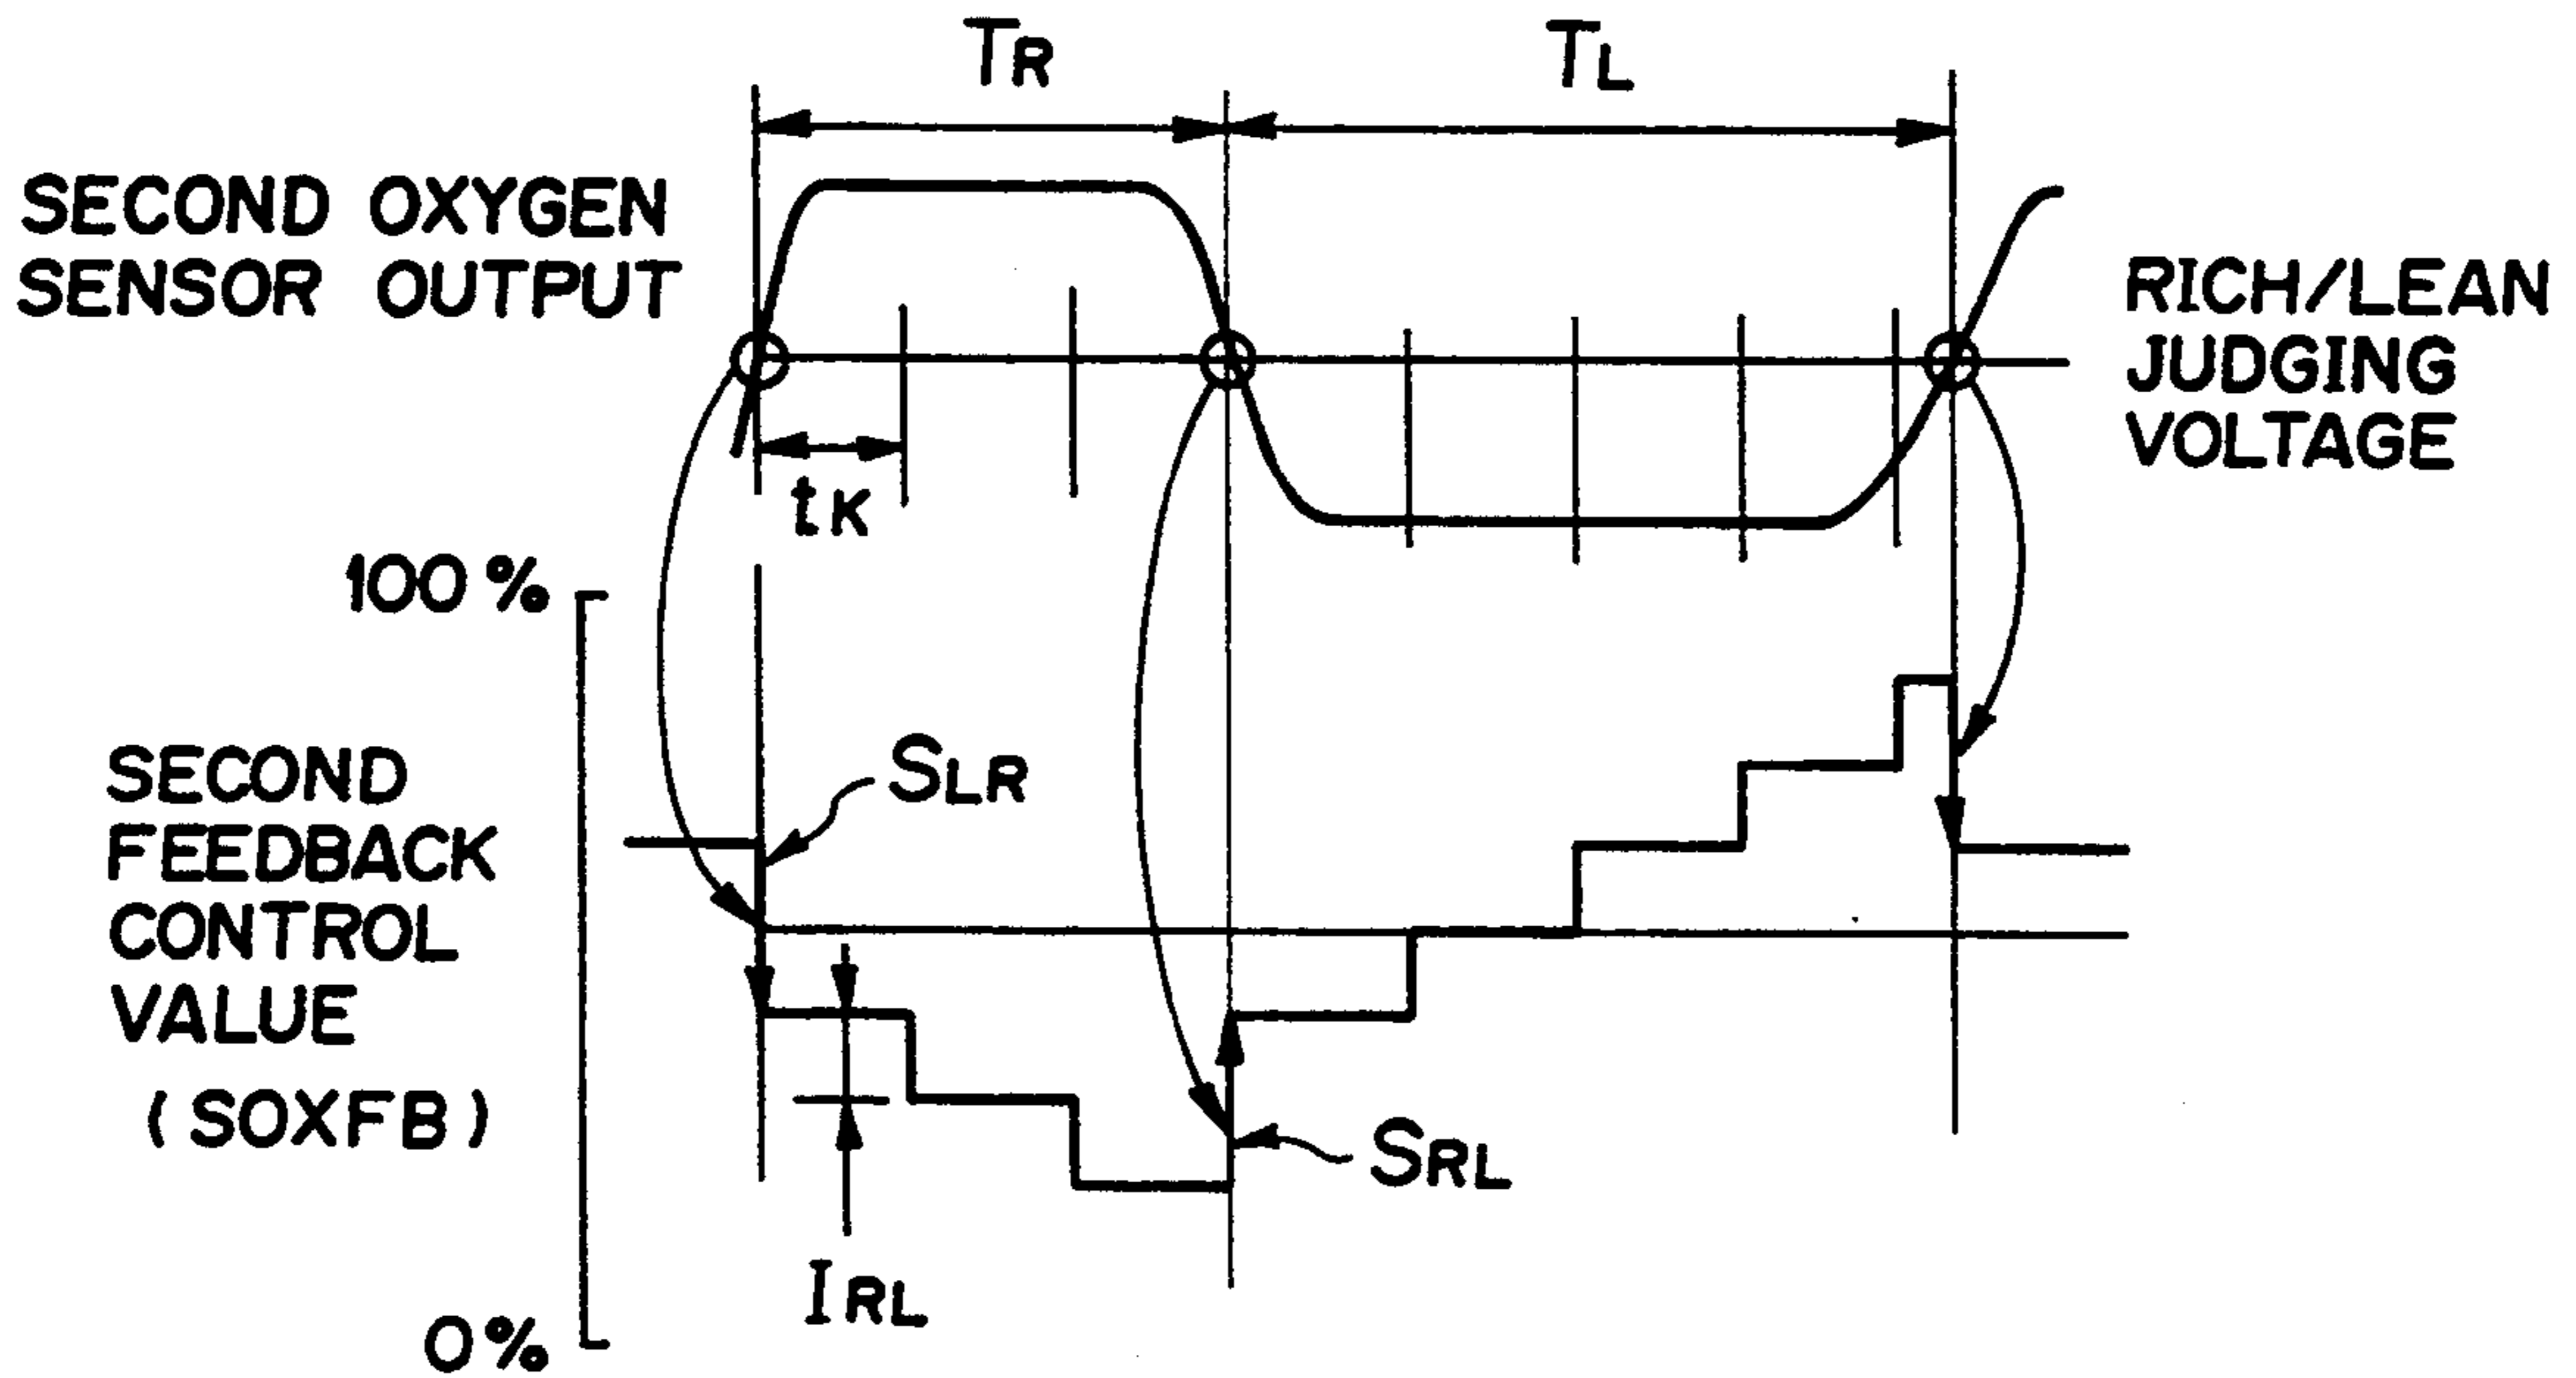 TR
TL
SECOND OXYGEN
SENSOR OUTPUT
RICH/LEAN
JUDGING
VOLTAGE
tK
100%
SLR
SECOND
FEEDBACK
CONTROL
VALUE
(SOXFB)
SRL
IRL
0%